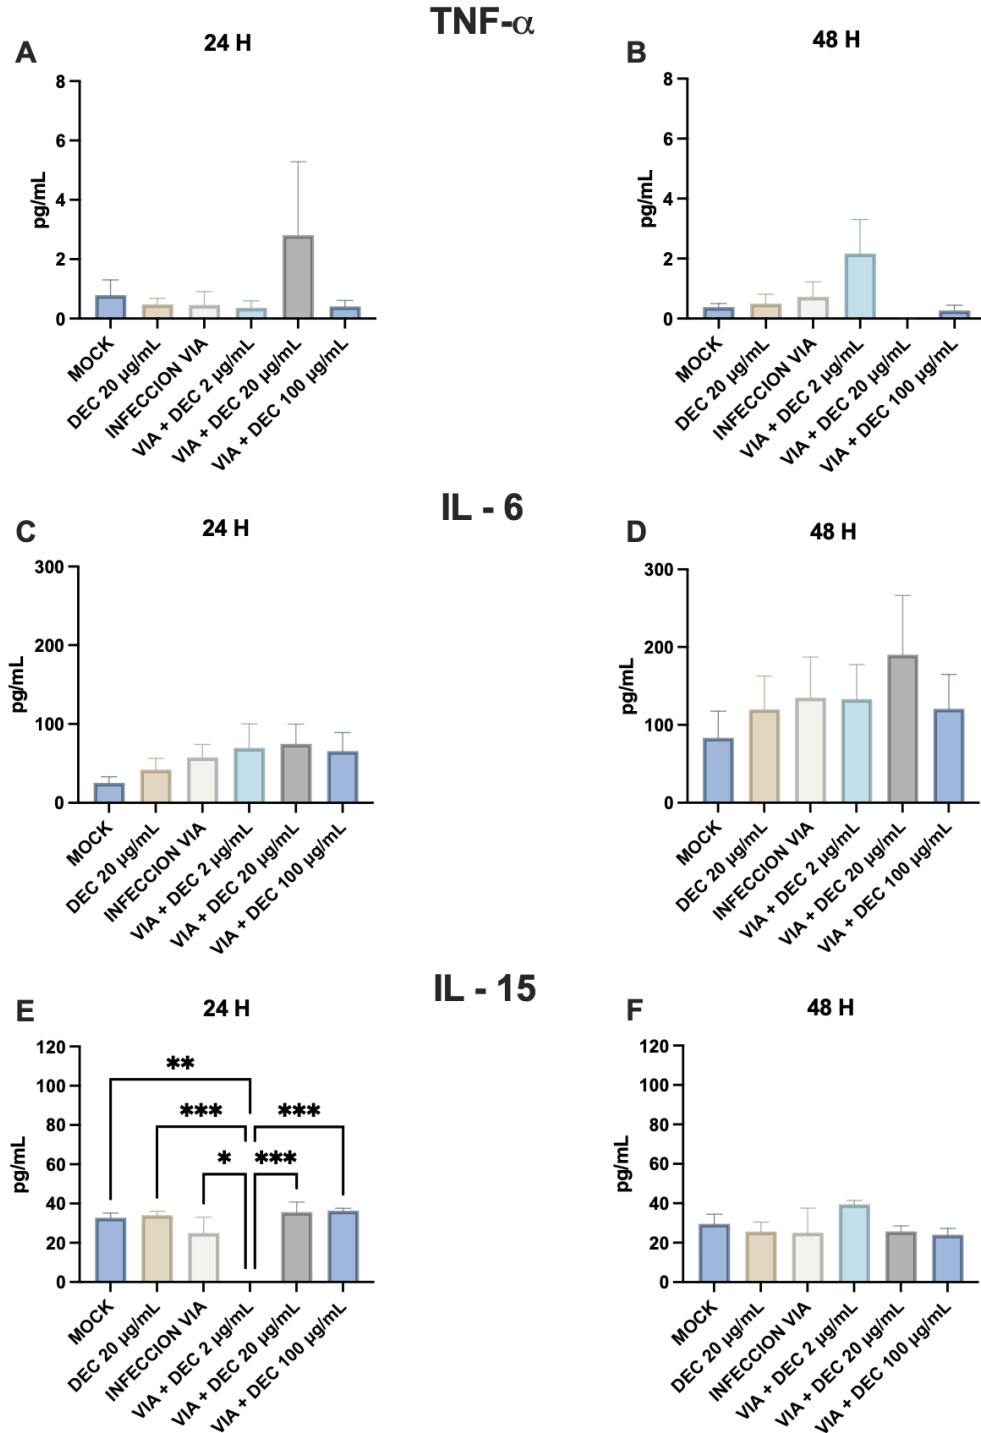 TNF-α
A
24 H
pg/mL
8
6
4
2
0
MOCK
DEC 20 µg/mL
INFECCION VIA
VIA + DEC 2 µg/mL
VIA + DEC 20 µg/mL
VIA + DEC 100 µg/mL
B
48 H
pg/mL
8
6
4
2
0
MOCK
DEC 20 µg/mL
INFECCION VIA
VIA + DEC 2 µg/mL
VIA + DEC 20 µg/mL
VIA + DEC 100 µg/mL
IL - 6
C
24 H
pg/mL
300
200
100
0
MOCK
DEC 20 µg/mL
INFECCION VIA
VIA + DEC 2 µg/mL
VIA + DEC 20 µg/mL
VIA + DEC 100 µg/mL
D
48 H
pg/mL
300
200
100
0
MOCK
DEC 20 µg/mL
INFECCION VIA
VIA + DEC 2 µg/mL
VIA + DEC 20 µg/mL
VIA + DEC 100 µg/mL
IL - 15
E
24 H
pg/mL
120
100
80
60
40
20
0
**
***
***
*
***
MOCK
DEC 20 µg/mL
INFECCION VIA
VIA + DEC 2 µg/mL
VIA + DEC 20 µg/mL
VIA + DEC 100 µg/mL
F
48 H
pg/mL
120
100
80
60
40
20
0
MOCK
DEC 20 µg/mL
INFECCION VIA
VIA + DEC 2 µg/mL
VIA + DEC 20 µg/mL
VIA + DEC 100 µg/mL